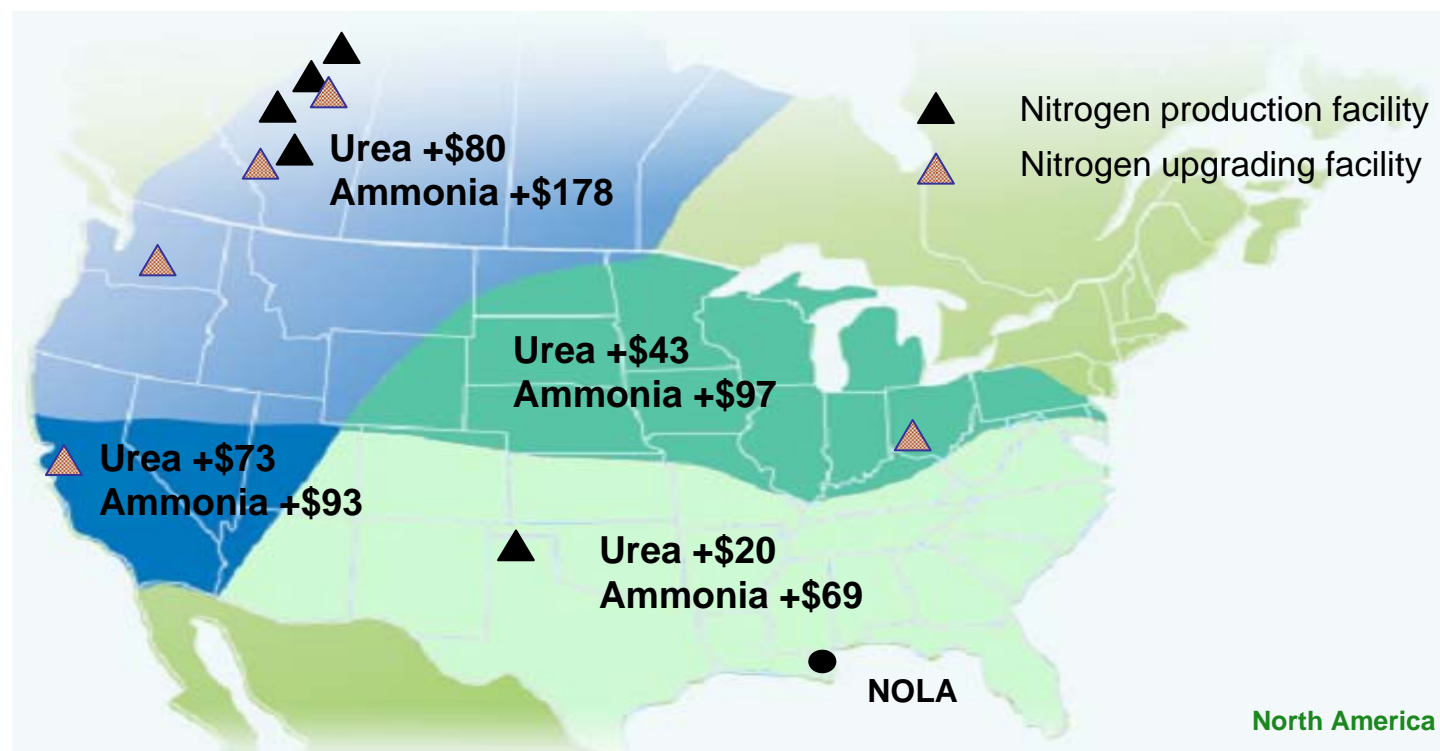 Nitrogen production facility
Nitrogen upgrading facility
Urea +$80
Ammonia +$178
Urea +$43
Ammonia +$97
Urea +$73
Ammonia +$93
Urea +$20
Ammonia +$69
NOLA
North America